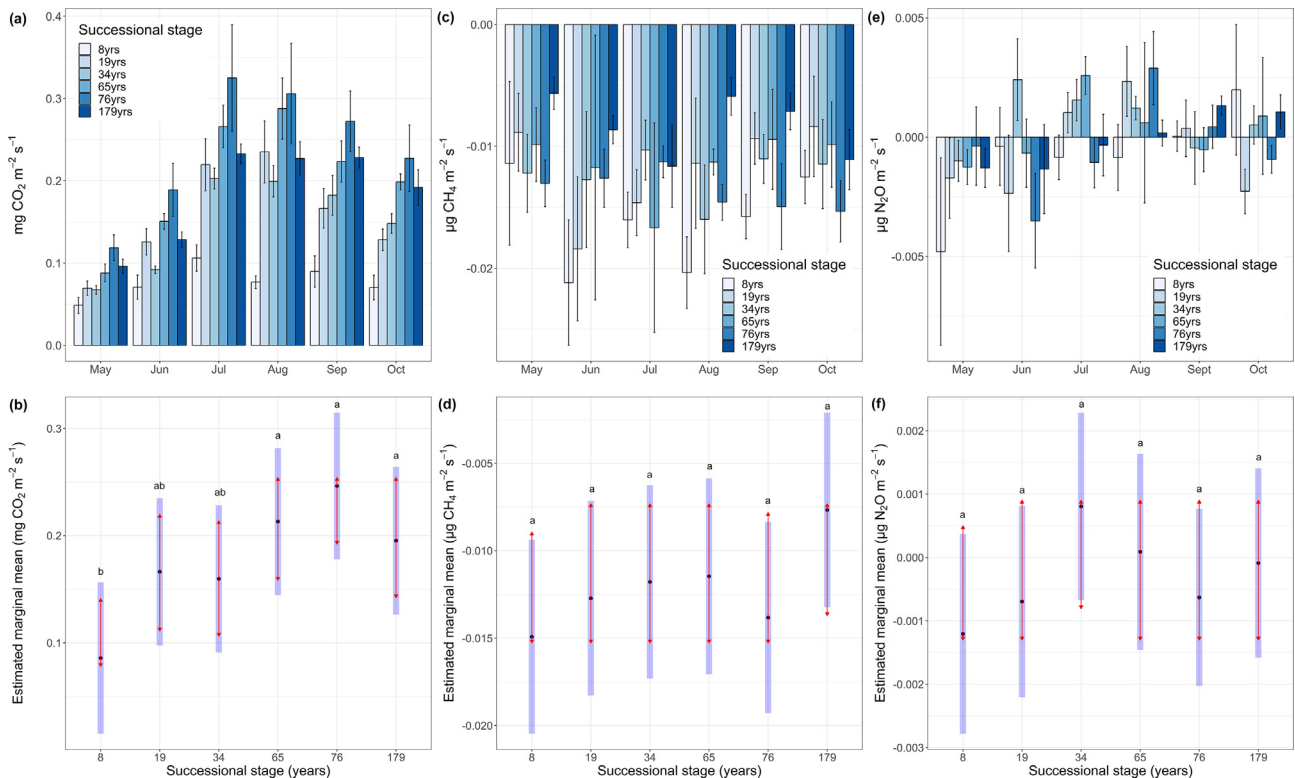 (a)
mg CO₂ m⁻² s⁻¹
0.4
0.3
0.2
0.1
0.0
Successional stage
8yrs
19yrs
34yrs
65yrs
76yrs
179yrs
May Jun Jul Aug Sep Oct
(c)
µg CH₄ m⁻² s⁻¹
0.00
-0.01
-0.02
Successional stage
8yrs
19yrs
34yrs
65yrs
76yrs
179yrs
May Jun Jul Aug Sep Oct
(e)
µg N₂O m⁻² s⁻¹
0.005
0.000
-0.005
Successional stage
8yrs
19yrs
34yrs
65yrs
76yrs
179yrs
May Jun Jul Aug Sept Oct
(b)
Estimated marginal mean (mg CO₂ m⁻² s⁻¹)
0.3
0.2
0.1
b
ab
ab
a
a
a
8 19 34 65 76 179
Successional stage (years)
(d)
Estimated marginal mean (µg CH₄ m⁻² s⁻¹)
-0.005
-0.010
-0.015
-0.020
a
a
a
a
a
a
8 19 34 65 76 179
Successional stage (years)
(f)
Estimated marginal mean (µg N₂O m⁻² s⁻¹)
0.002
0.001
0.000
-0.001
-0.002
-0.003
a
a
a
a
a
a
8 19 34 65 76 179
Successional stage (years)